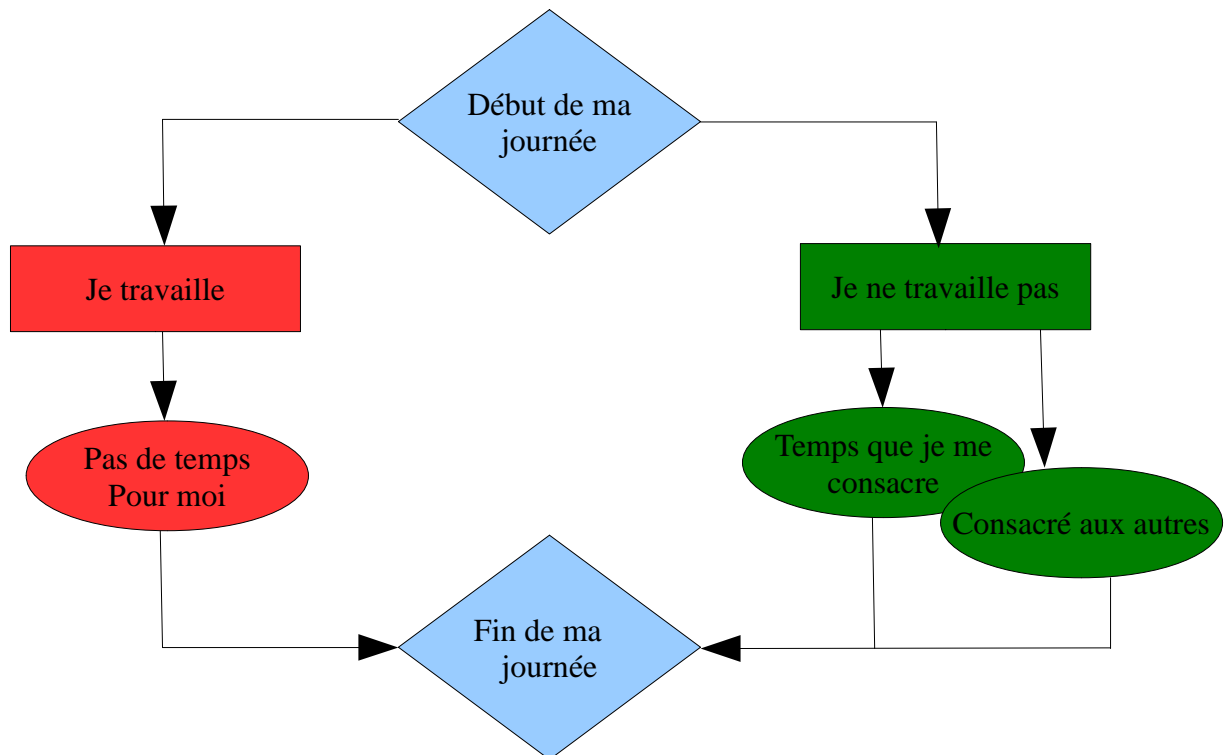 Début de ma
journée
Je travaille
Je ne travaille pas
Pas de temps
Pour moi
Temps que je me
consacre
Consacré aux autres
Fin de ma
journée